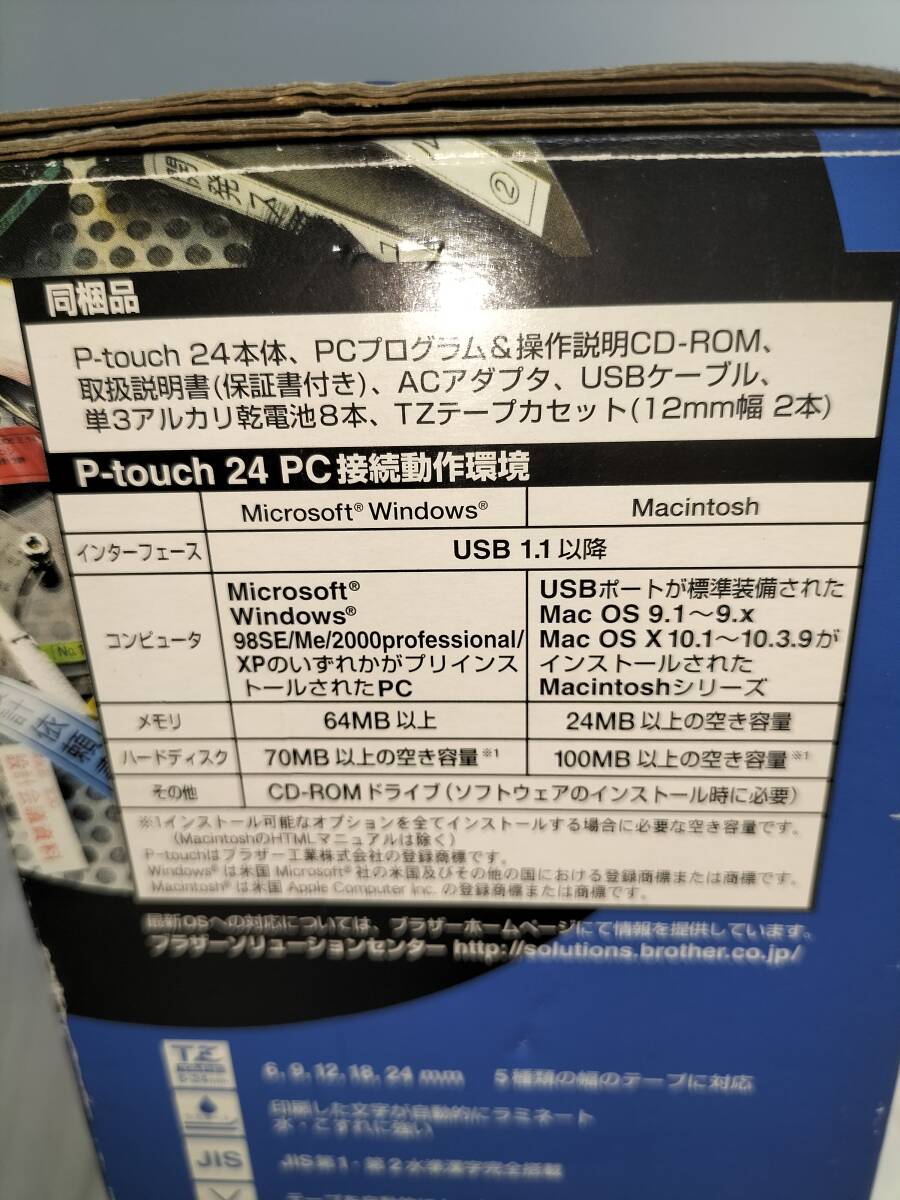 開発ス
②
同梱品
P-touch 24本体、PCプログラム&操作説明CD-ROM、
取扱説明書(保証書付き)、ACアダプタ、USBケーブル、
単3アルカリ乾電池8本、TZテープカセット(12mm幅 2本)
P-touch 24 PC接続動作環境
Microsoft® Windows® Macintosh
インターフェース USB 1.1 以降
コンピュータ
Microsoft®
Windows®
98SE/Me/2000professional/
XPのいずれかがプリインス
トールされたPC
USBポートが標準装備された
Mac OS 9.1～9.x
Mac OS X 10.1～10.3.9が
インストールされた
Macintoshシリーズ
メモリ 64MB 以上 24MB 以上の空き容量
ハードディスク 70MB 以上の空き容量※1 100MB 以上の空き容量※1
その他 CD-ROMドライブ(ソフトウェアのインストール時に必要)
※1インストール可能なオプションを全てインストールする場合に必要な空き容量です。
(MacintoshのHTMLマニュアルは除く)
P-touchはブラザー工業株式会社の登録商標です。
Windows® は米国 Microsoft® 社の米国及びその他の国における登録商標または商標です。
Macintosh® は米国 Apple Computer Inc. の登録商標または商標です。
最新OSへの対応については、ブラザーホームページにて情報を提供しています。
ブラザーソリューションセンター http://solutions.brother.co.jp/
No.1
計依頼
設計会議資料
TZ
6, 9, 12, 18, 24 mm 5種類の幅のテープに対応
印刷した文字が自動的にラミネート
水・こすれに強い
JIS
JIS第1・第2水準漢字完全搭載